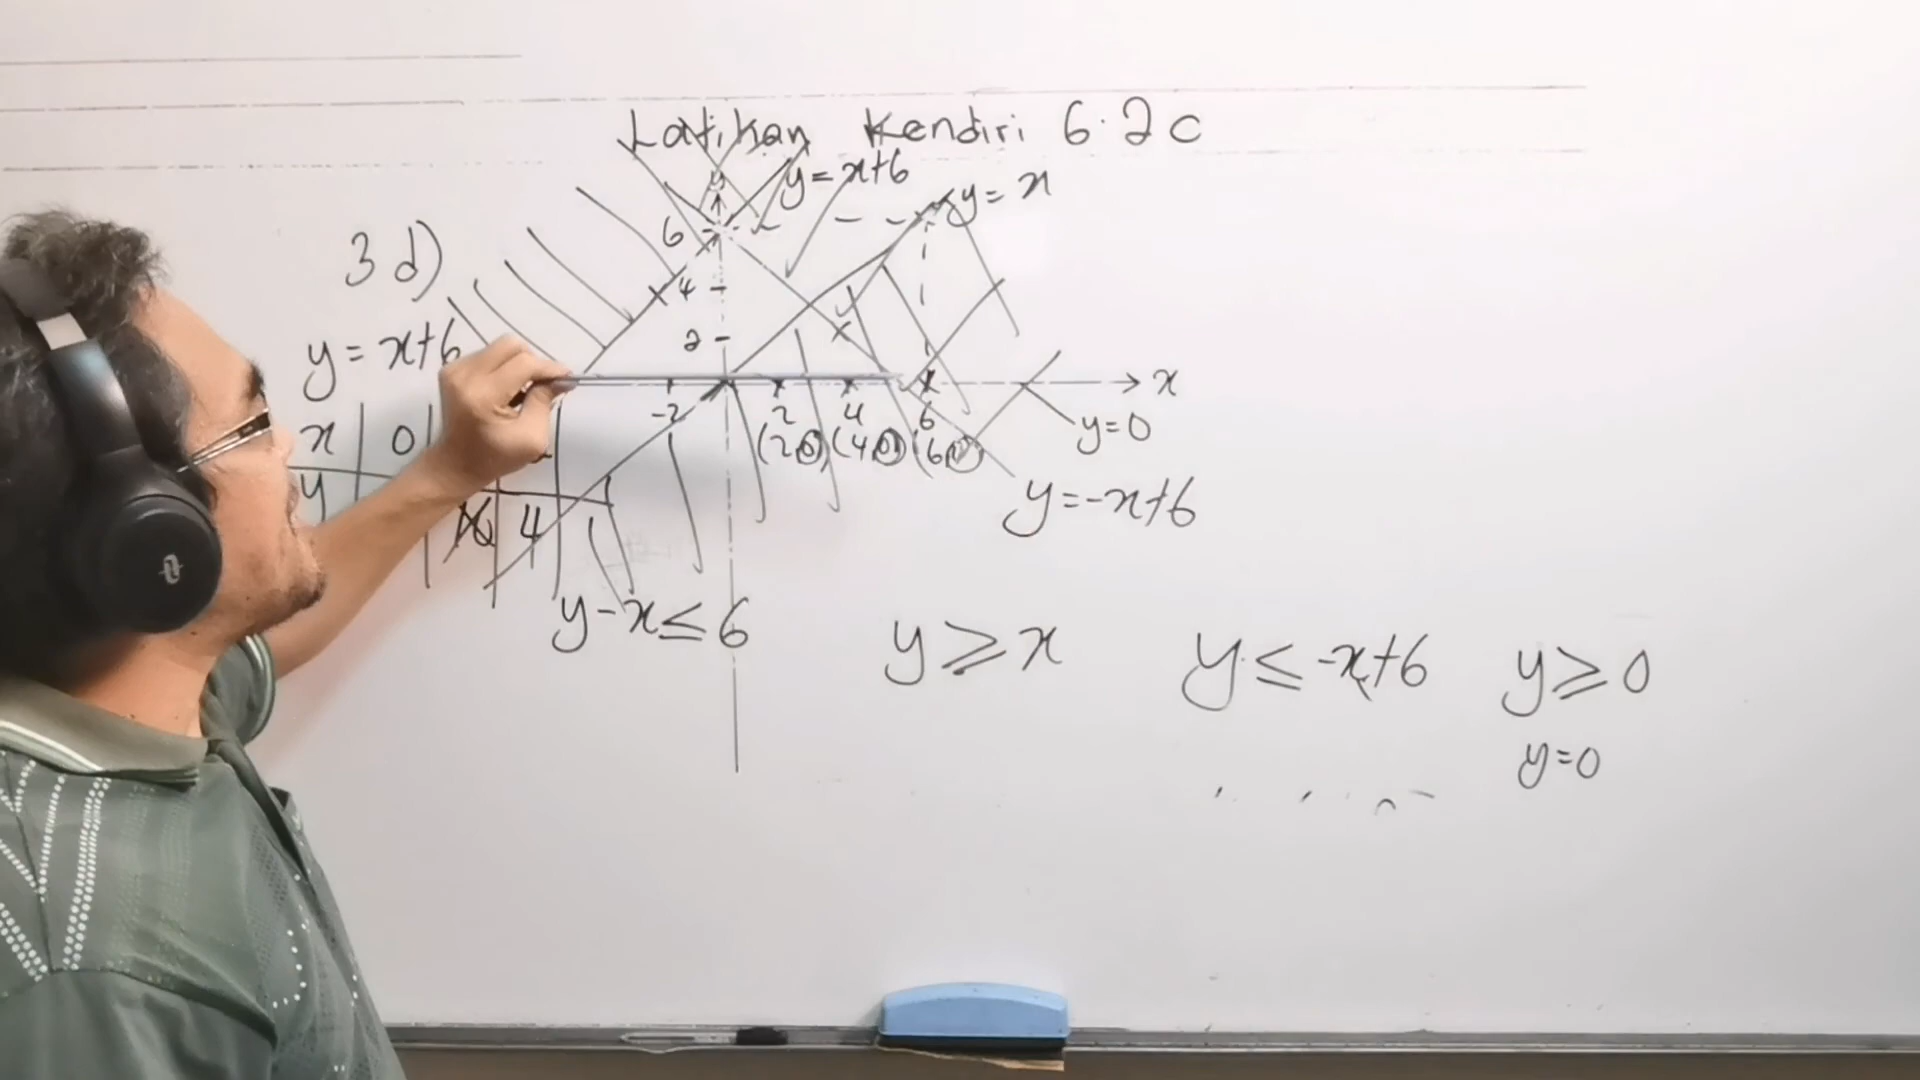 Latihan Kendiri 6.2c
y y=x+6 y=x
3 d) 6
4
y=x+6 2
x
-2 2 4 6
x 0 (2,0) (4,0) (6,0) y=0
y
4 y=-x+6
y-x≤6 y≥x y≤-x+6 y≥0
y=0